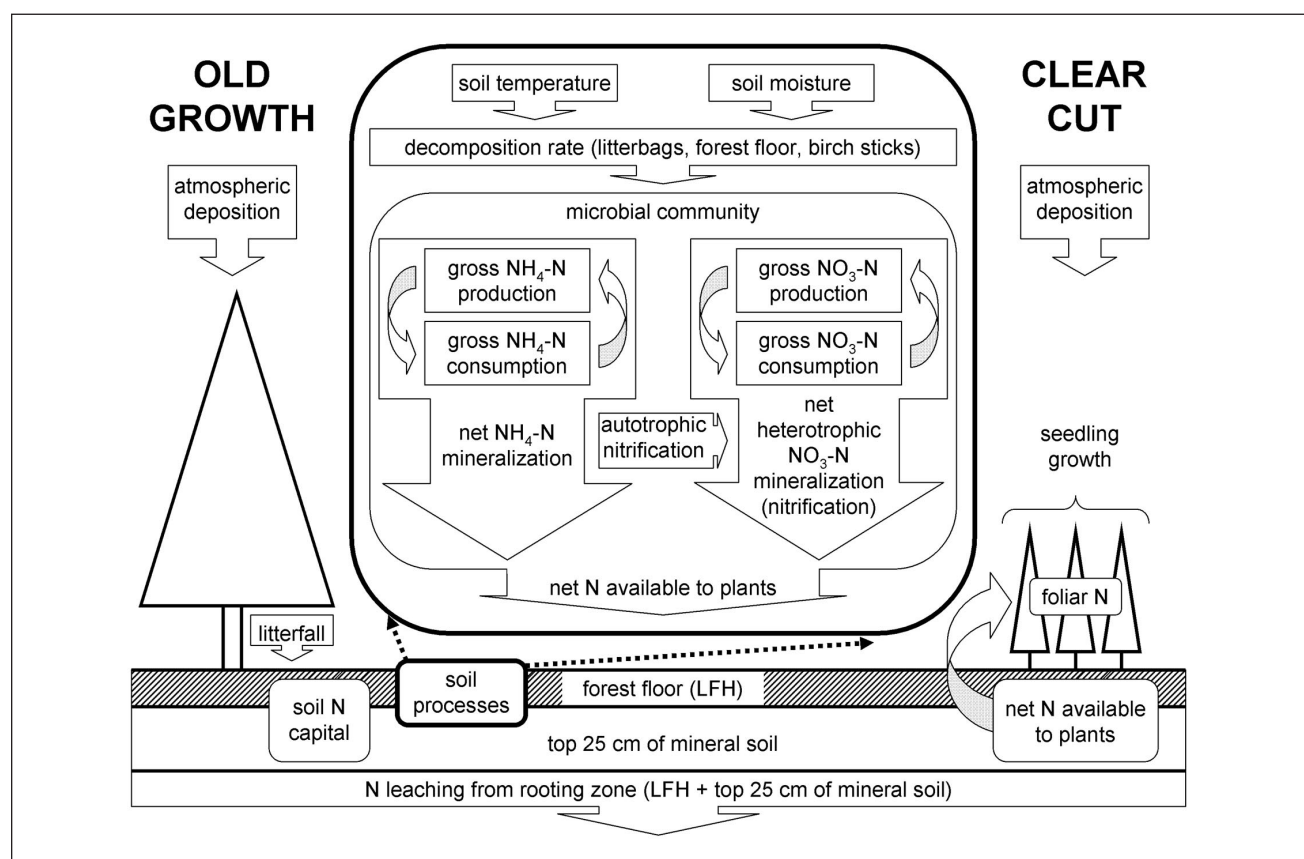 OLD
GROWTH
atmospheric
deposition
litterfall
soil temperature
soil moisture
decomposition rate (litterbags, forest floor, birch sticks)
microbial community
gross NH₄-N
production
gross NH₄-N
consumption
net NH₄-N
mineralization
autotrophic
nitrification
gross NO₃-N
production
gross NO₃-N
consumption
net
heterotrophic
NO₃-N
mineralization
(nitrification)
net N available to plants
CLEAR
CUT
atmospheric
deposition
seedling
growth
foliar N
soil N
capital
soil
processes
forest floor (LFH)
net N available
to plants
top 25 cm of mineral soil
N leaching from rooting zone (LFH + top 25 cm of mineral soil)